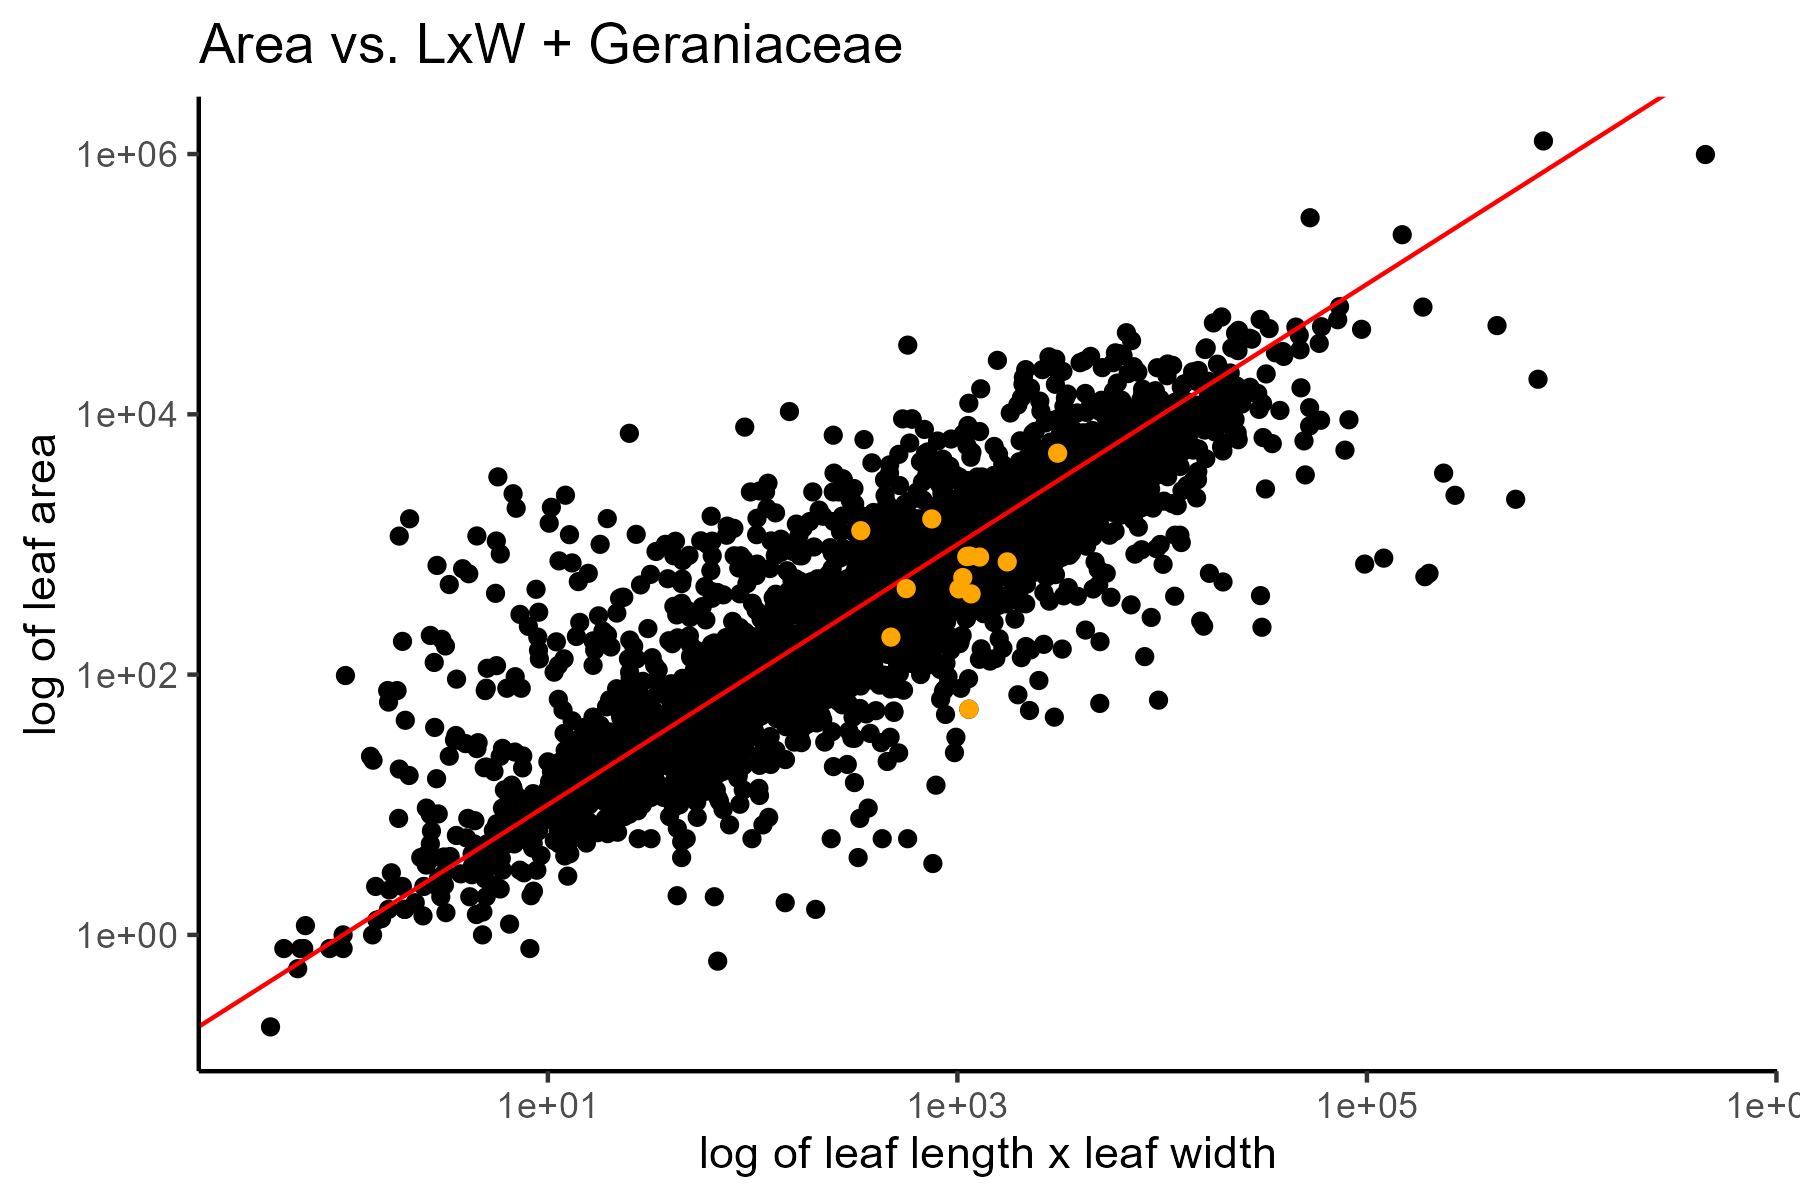 Area vs. LxW + Geraniaceae
log of leaf area
1e+06
1e+04
1e+02
1e+00
1e+01
1e+03
1e+05
log of leaf length x leaf width